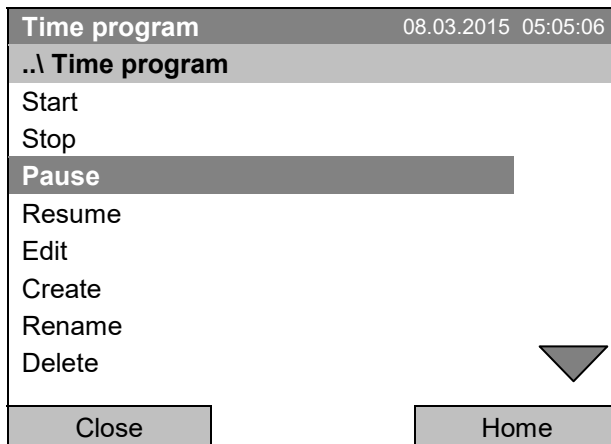 Time program 08.03.2015 05:05:06
..\ Time program
Start
Stop
Pause
Resume
Edit
Create
Rename
Delete
Close Home